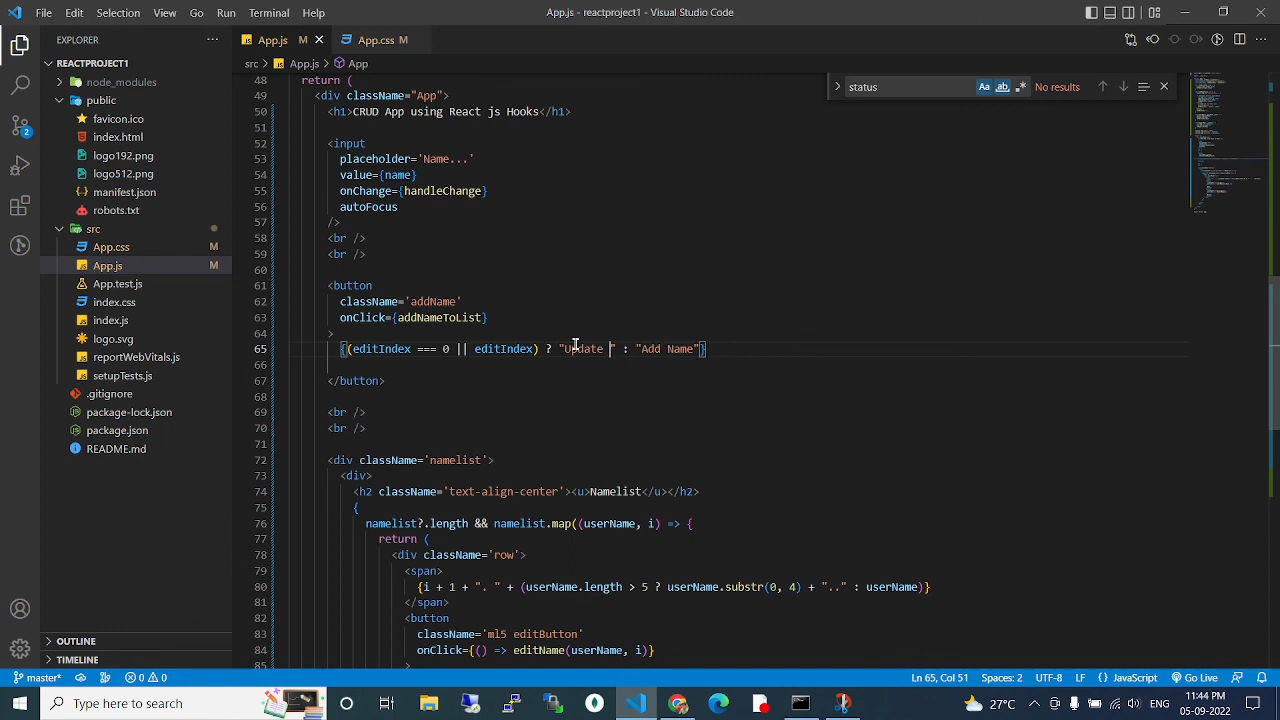 File Edit Selection View Go Run Terminal Help App.js - reactproject1 - Visual Studio Code
EXPLORER
App.js M
App.css M
src > App.js > App
status
Aa ab No results
REACTPROJECT1
node_modules
public
favicon.ico
index.html
logo192.png
logo512.png
manifest.json
robots.txt
src
App.css M
App.js M
App.test.js
index.css
index.js
logo.svg
reportWebVitals.js
setupTests.js
.gitignore
package-lock.json
package.json
README.md
OUTLINE
TIMELINE
2
48 return (
49 <div className="App">
50 <h1>CRUD App using React js Hooks</h1>
51
52 <input
53 placeholder='Name...'
54 value={name}
55 onChange={handleChange}
56 autoFocus
57 />
58 <br />
59 <br />
60
61 <button
62 className='addName'
63 onClick={addNameToList}
64 >
65 {(editIndex === 0 || editIndex) ? "Update " : "Add Name"}
66
67 </button>
68
69 <br />
70 <br />
71
72 <div className='namelist'>
73 <div>
74 <h2 className='text-align-center'><u>Namelist</u></h2>
75 {
76 namelist?.length && namelist.map((userName, i) => {
77 return (
78 <div className='row'>
79 <span>
80 {i + 1 + ". " + (userName.length > 5 ? userName.substr(0, 4) + ".." : userName)}
81 </span>
82 <button
83 className='ml5 editButton'
84 onClick={() => editName(userName, i)}
85 >
master* 0 0 Ln 65, Col 51 Spaces: 2 UTF-8 LF {} JavaScript Go Live
Type here to search
11:44 PM